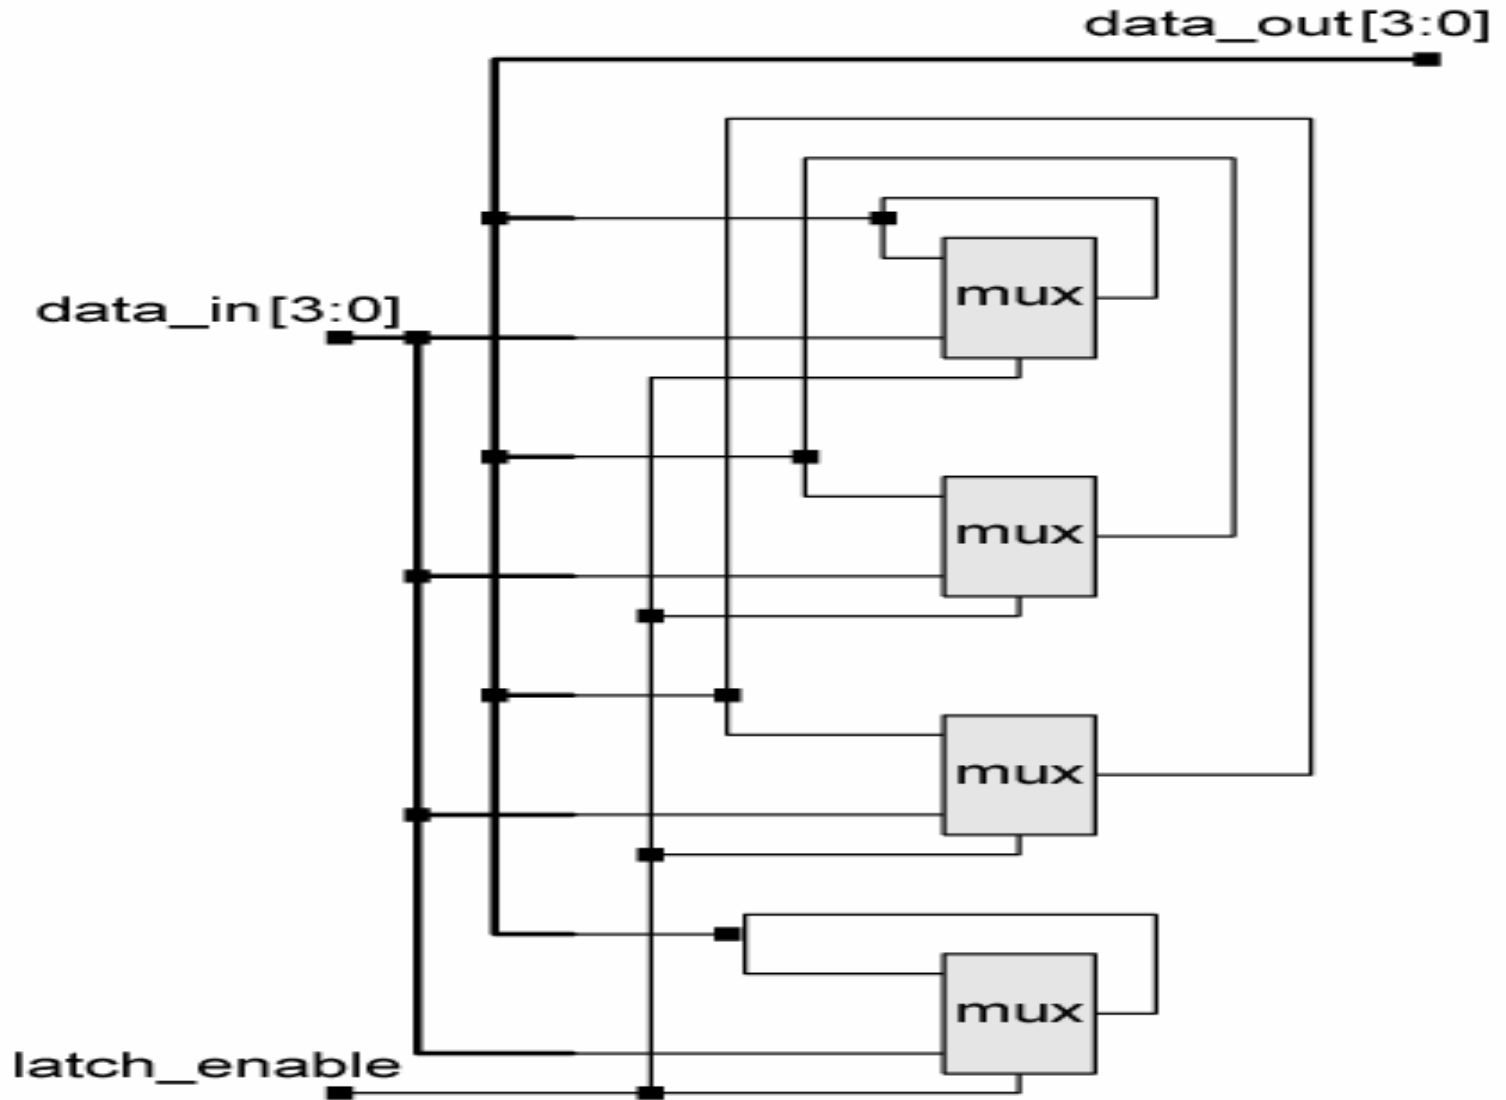 data_out[3:0]
data_in[3:0]
mux
mux
mux
mux
latch_enable